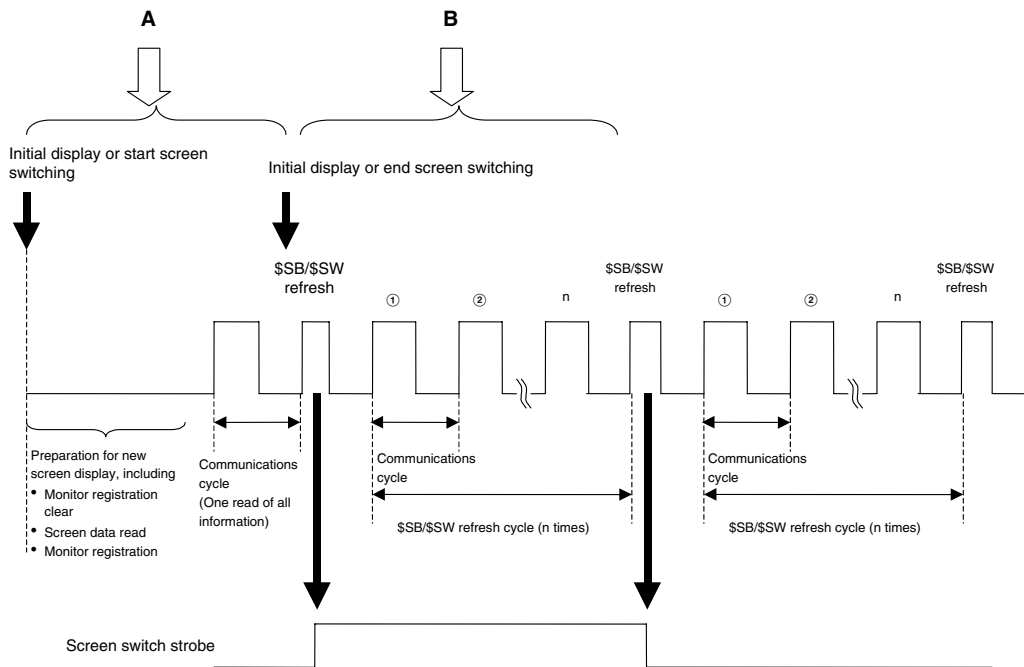 A
B
Initial display or start screen
switching
Initial display or end screen switching
$SB/$SW
refresh
①
②
n
$SB/$SW
refresh
①
②
n
$SB/$SW
refresh
Preparation for new
screen display, including
• Monitor registration
clear
• Screen data read
• Monitor registration
Communications
cycle
(One read of all
information)
Communications
cycle
$SB/$SW refresh cycle (n times)
Communications
cycle
$SB/$SW refresh cycle (n times)
Screen switch strobe